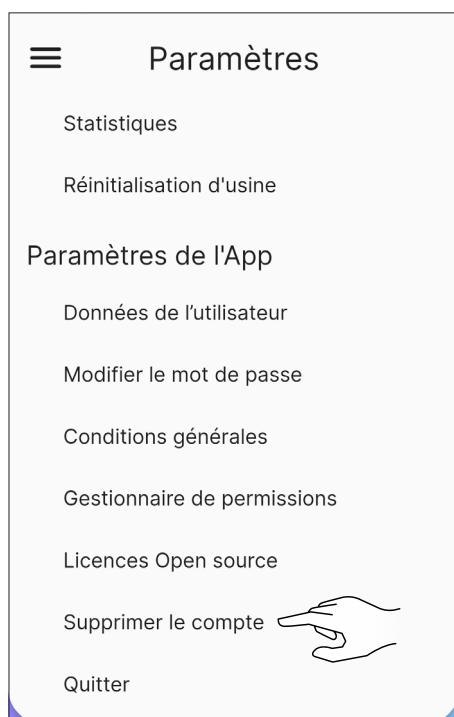 Paramètres
Statistiques
Réinitialisation d'usine
Paramètres de l'App
Données de l’utilisateur
Modifier le mot de passe
Conditions générales
Gestionnaire de permissions
Licences Open source
Supprimer le compte
Quitter